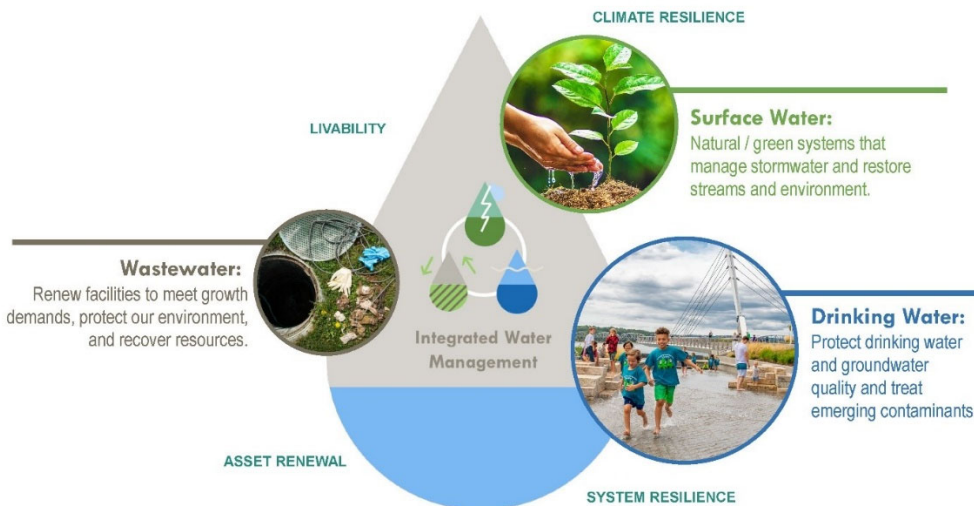 CLIMATE RESILIENCE
LIVABILITY
Surface Water:
Natural / green systems that
manage stormwater and restore
streams and environment.
Wastewater:
Renew facilities to meet growth
demands, protect our environment,
and recover resources.
Integrated Water
Management
Drinking Water:
Protect drinking water
and groundwater
quality and treat
emerging contaminants
ASSET RENEWAL
SYSTEM RESILIENCE